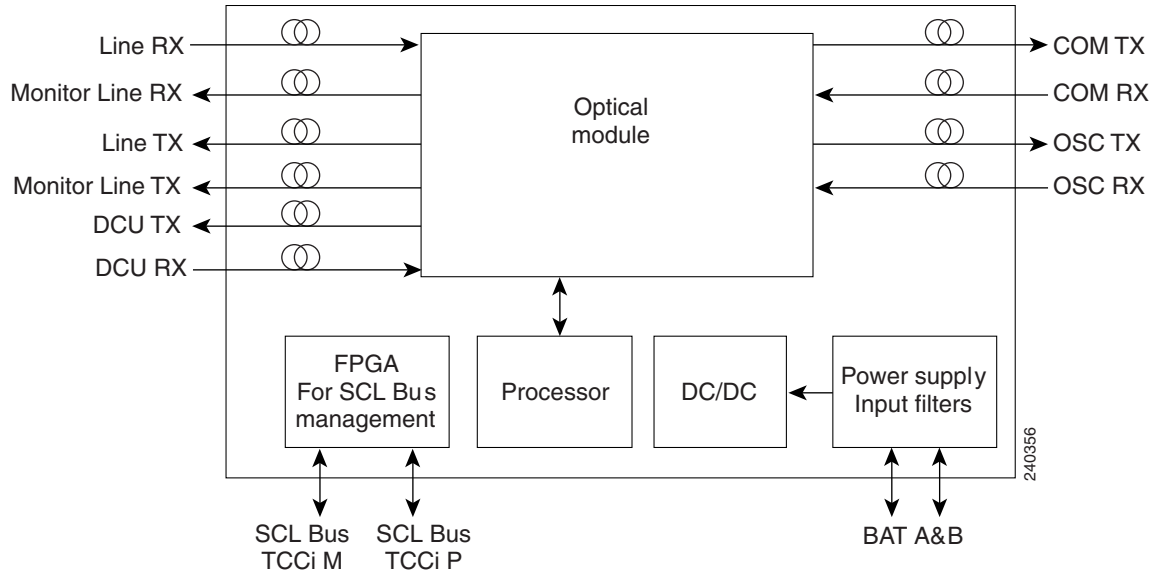 Line RX
Monitor Line RX
Line TX
Monitor Line TX
DCU TX
DCU RX
Optical
module
COM TX
COM RX
OSC TX
OSC RX
FPGA
For SCL Bus
management
Processor
DC/DC
Power supply
Input filters
240356
SCL Bus
TCCi M
SCL Bus
TCCi P
BAT A&B